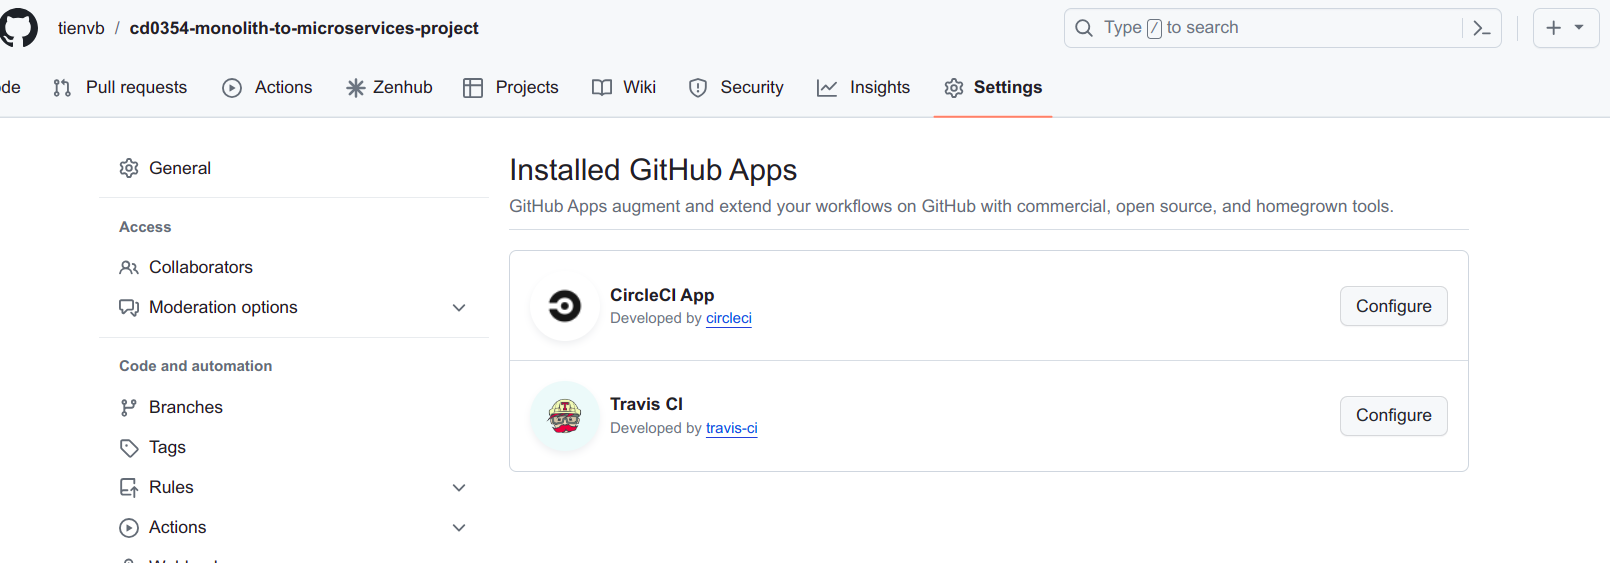 tienvb / cd0354-monolith-to-microservices-project
Type / to search
de Pull requests Actions Zenhub Projects Wiki Security Insights Settings
General
Access
Collaborators
Moderation options
Code and automation
Branches
Tags
Rules
Actions
Installed GitHub Apps
GitHub Apps augment and extend your workflows on GitHub with commercial, open source, and homegrown tools.
CircleCI App
Developed by circleci
Configure
Travis CI
Developed by travis-ci
Configure